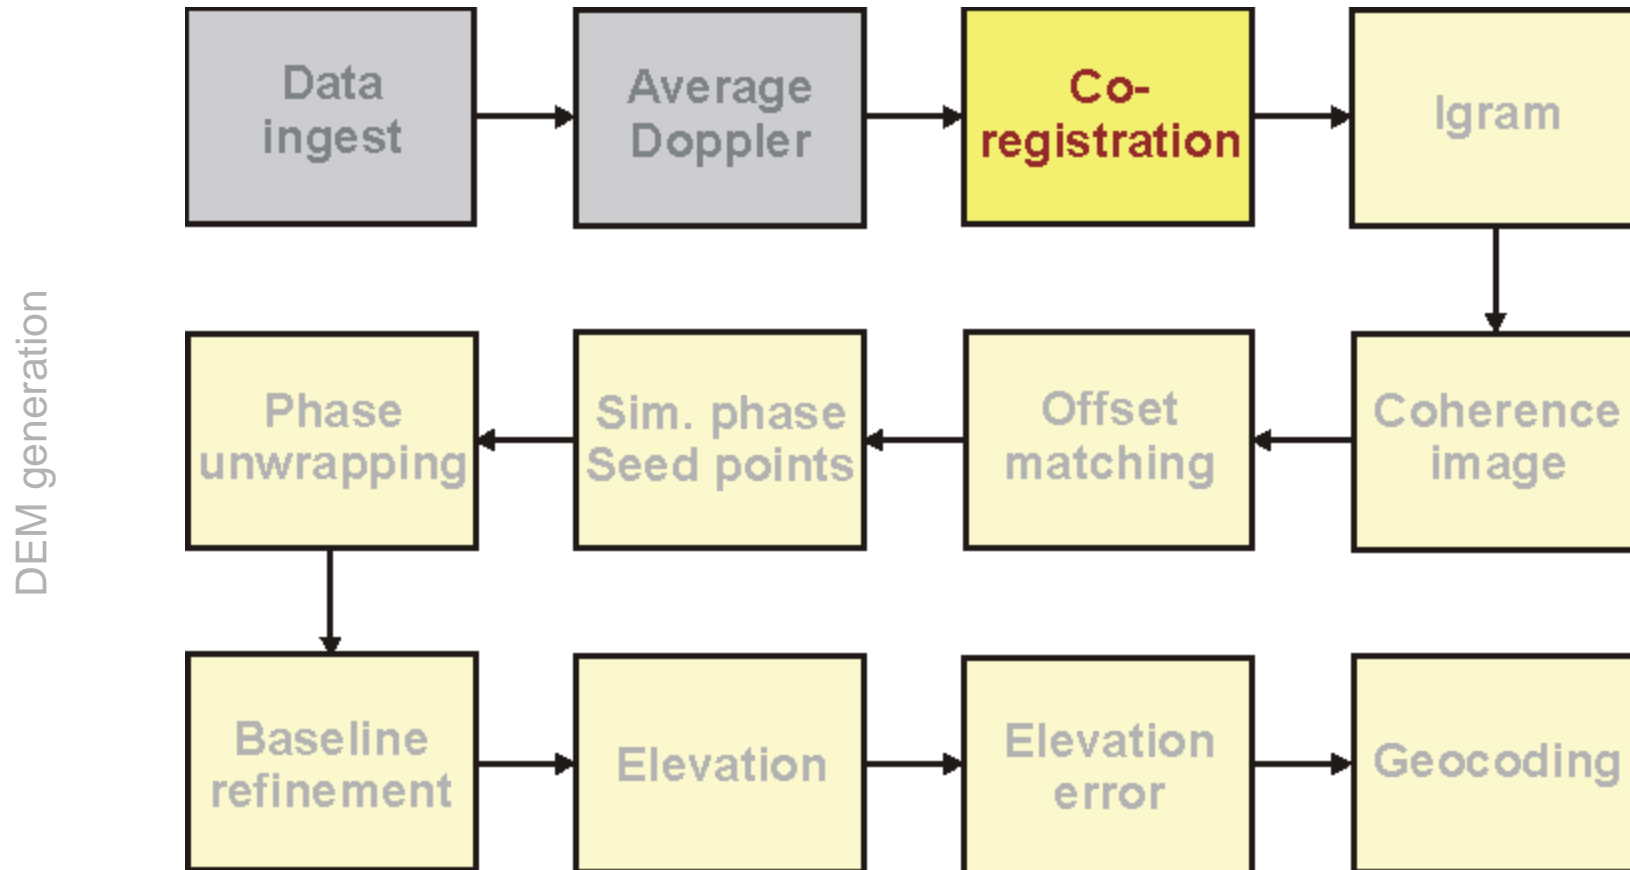 DEM generation
Data
ingest
Average
Doppler
Co-
registration
Igram
Phase
unwrapping
Sim. phase
Seed points
Offset
matching
Coherence
image
Baseline
refinement
Elevation
Elevation
error
Geocoding